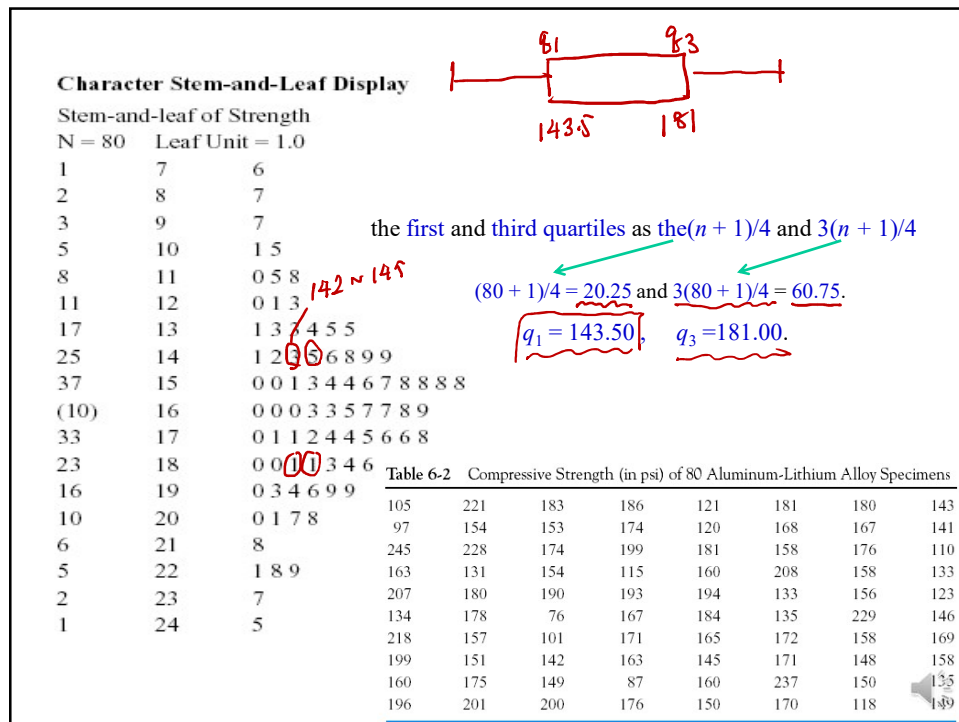 q1 q3
143.5 181
Character Stem-and-Leaf Display
Stem-and-leaf of Strength
N = 80 Leaf Unit = 1.0
1 7 6
2 8 7
3 9 7
5 10 1 5
8 11 0 5 8
11 12 0 1 3
17 13 1 3 3 4 5 5
25 14 1 2 3 5 6 8 9 9
37 15 0 0 1 3 4 4 6 7 8 8 8 8
(10) 16 0 0 0 3 3 5 7 7 8 9
33 17 0 1 1 2 4 4 5 6 6 8
23 18 0 0 1 1 3 4 6
16 19 0 3 4 6 9 9
10 20 0 1 7 8
6 21 8
5 22 1 8 9
2 23 7
1 24 5
142 ~ 145
the first and third quartiles as the(n + 1)/4 and 3(n + 1)/4
(80 + 1)/4 = 20.25 and 3(80 + 1)/4 = 60.75.
q1 = 143.50, q3 =181.00.
Table 6-2 Compressive Strength (in psi) of 80 Aluminum-Lithium Alloy Specimens
105 221 183 186 121 181 180 143
97 154 153 174 120 168 167 141
245 228 174 199 181 158 176 110
163 131 154 115 160 208 158 133
207 180 190 193 194 133 156 123
134 178 76 167 184 135 229 146
218 157 101 171 165 172 158 169
199 151 142 163 145 171 148 158
160 175 149 87 160 237 150 135
196 201 200 176 150 170 118 149